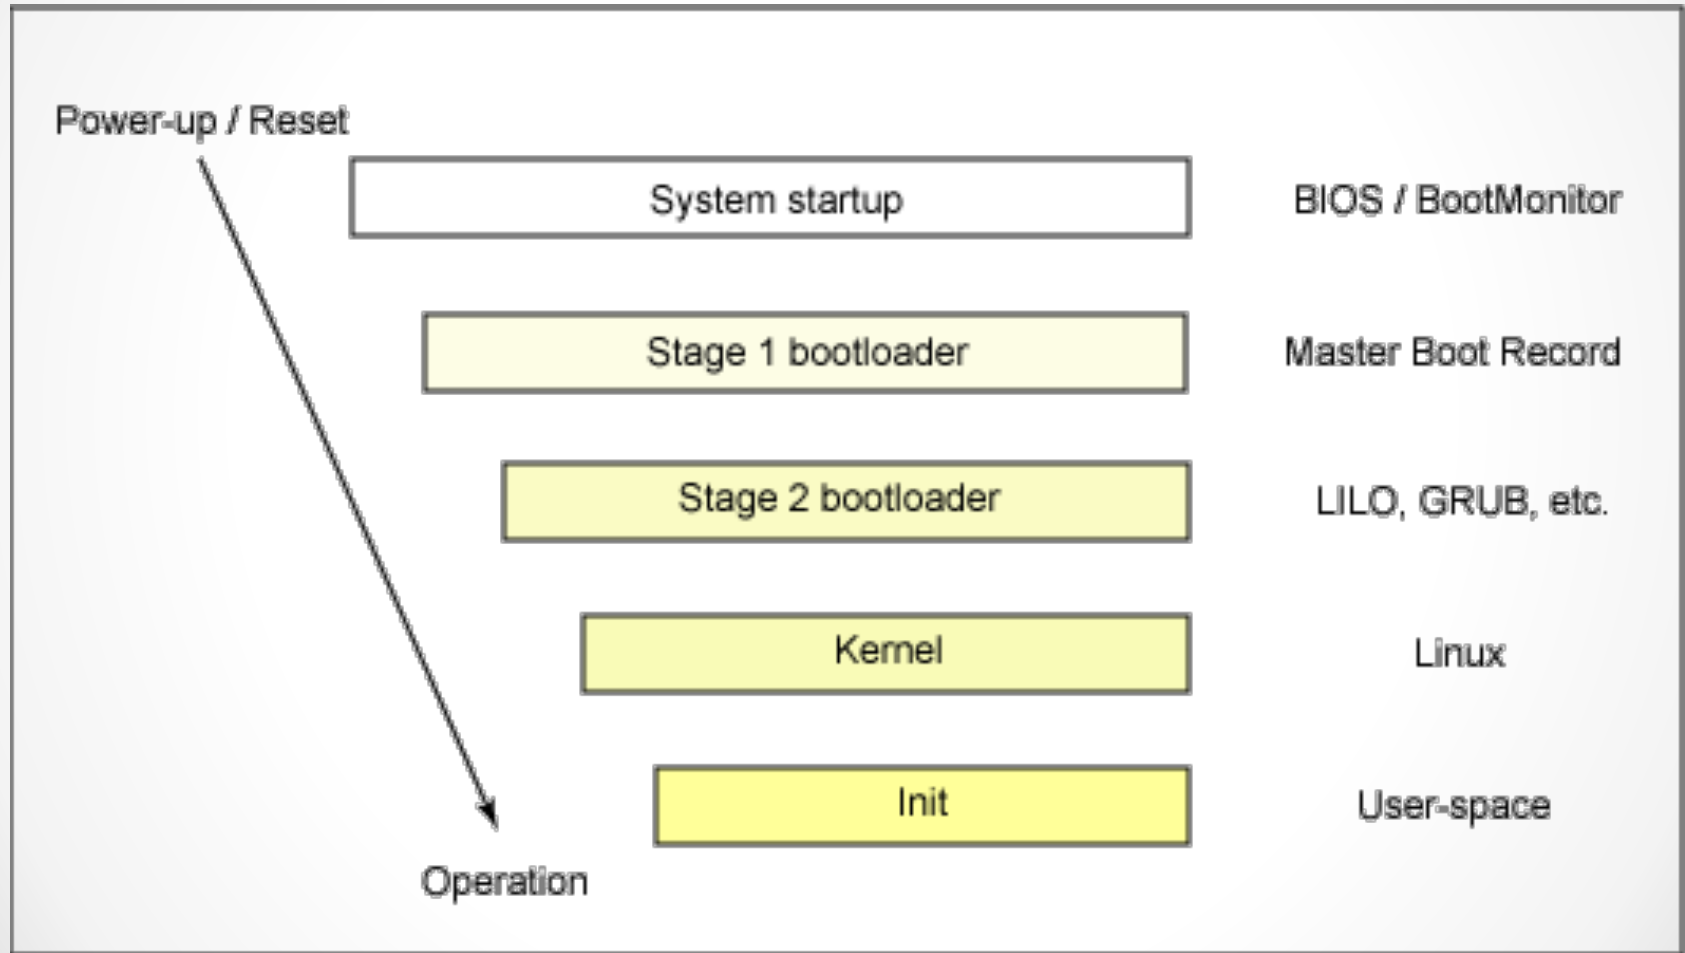 Power-up / Reset
System startup
BIOS / BootMonitor
Stage 1 bootloader
Master Boot Record
Stage 2 bootloader
LILO, GRUB, etc.
Kernel
Linux
Init
User-space
Operation